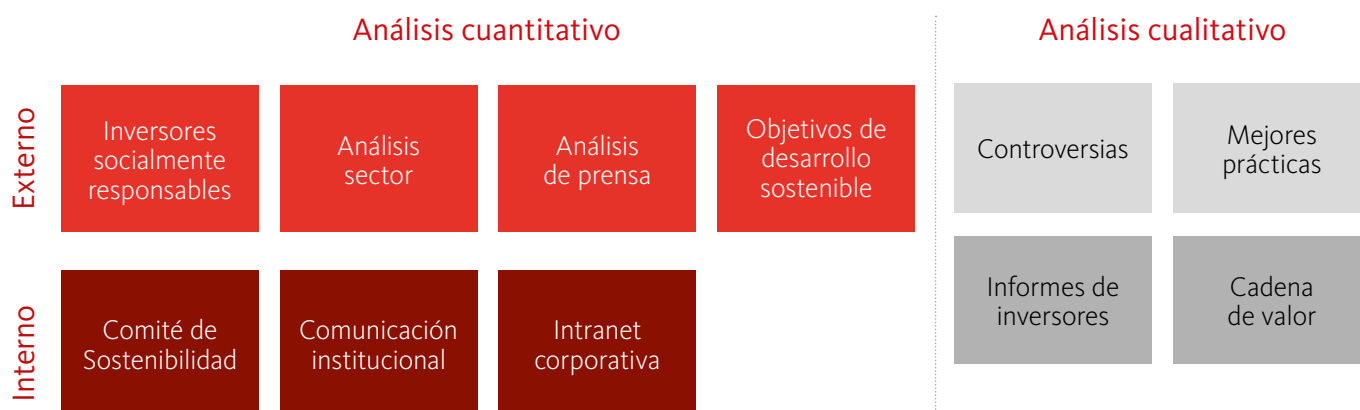 Análisis cuantitativo
Análisis cualitativo
Externo
Inversores
socialmente
responsables
Análisis
sector
Análisis
de prensa
Objetivos de
desarrollo
sostenible
Controversias
Mejores
prácticas
Interno
Comité de
Sostenibilidad
Comunicación
institucional
Intranet
corporativa
Informes de
inversores
Cadena
de valor